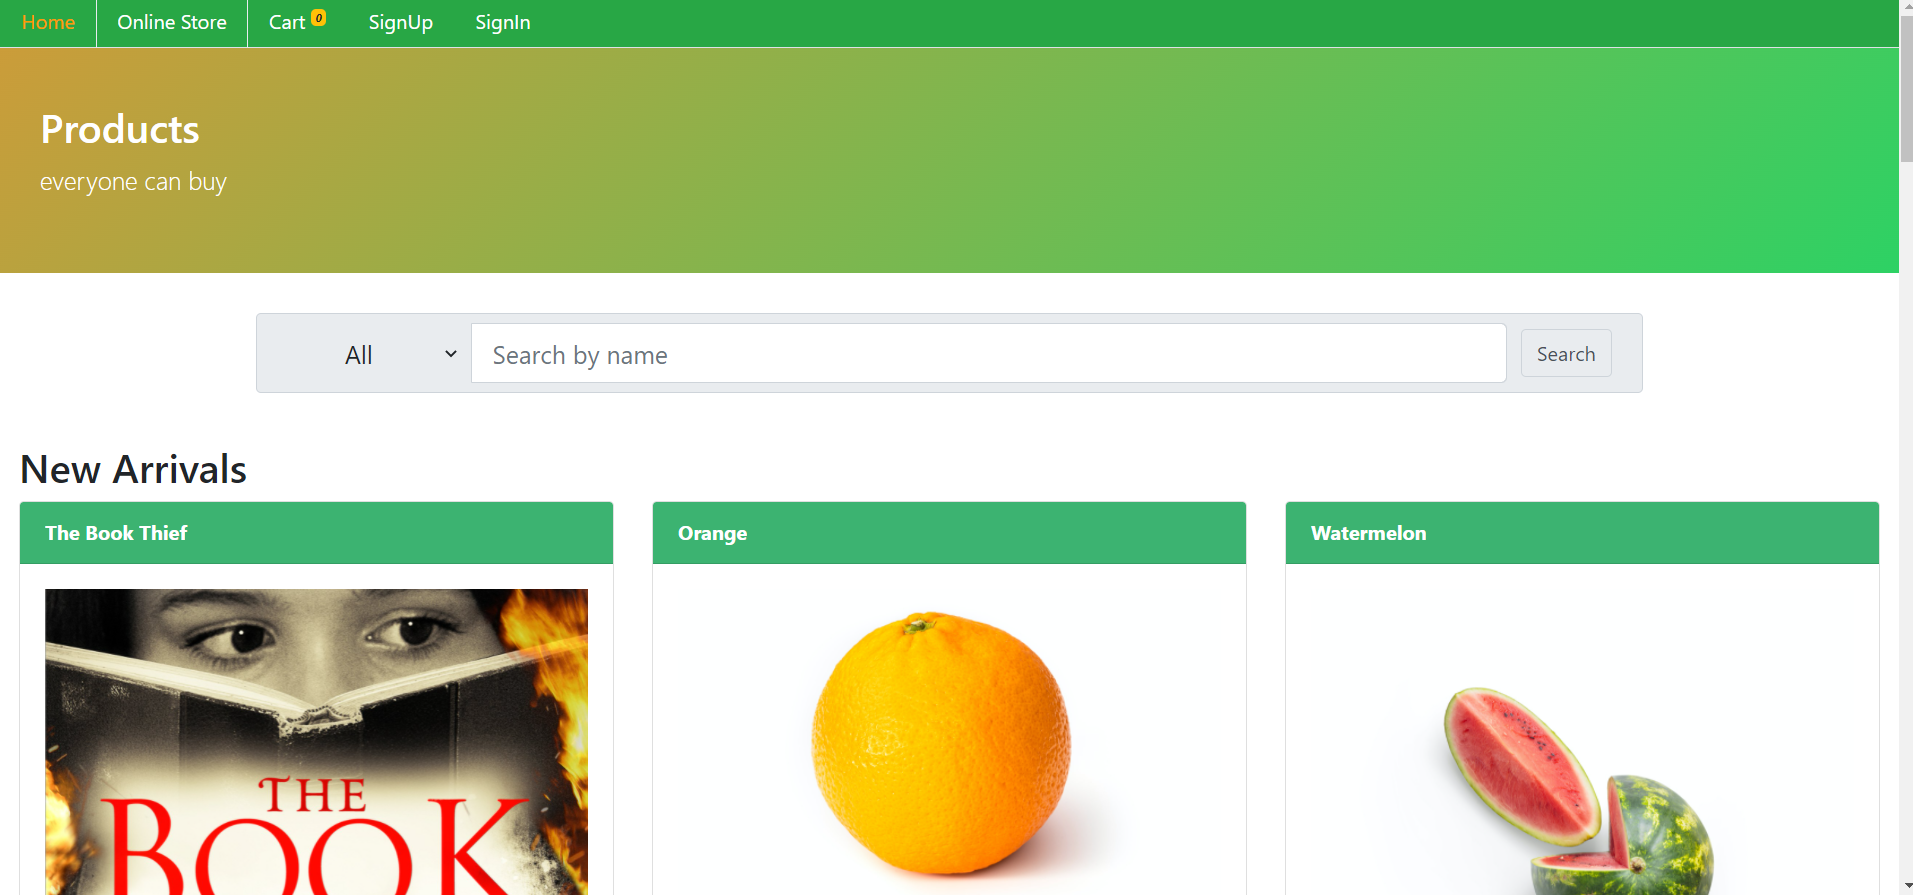 Home Online Store Cart 0 SignUp SignIn
Products
everyone can buy
All Search by name Search
New Arrivals
The Book Thief Orange Watermelon
THE
BOOK